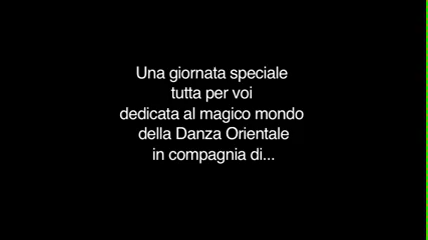 Una giornata speciale
tutta per voi
dedicata al magico mondo
della Danza Orientale
in compagnia di...